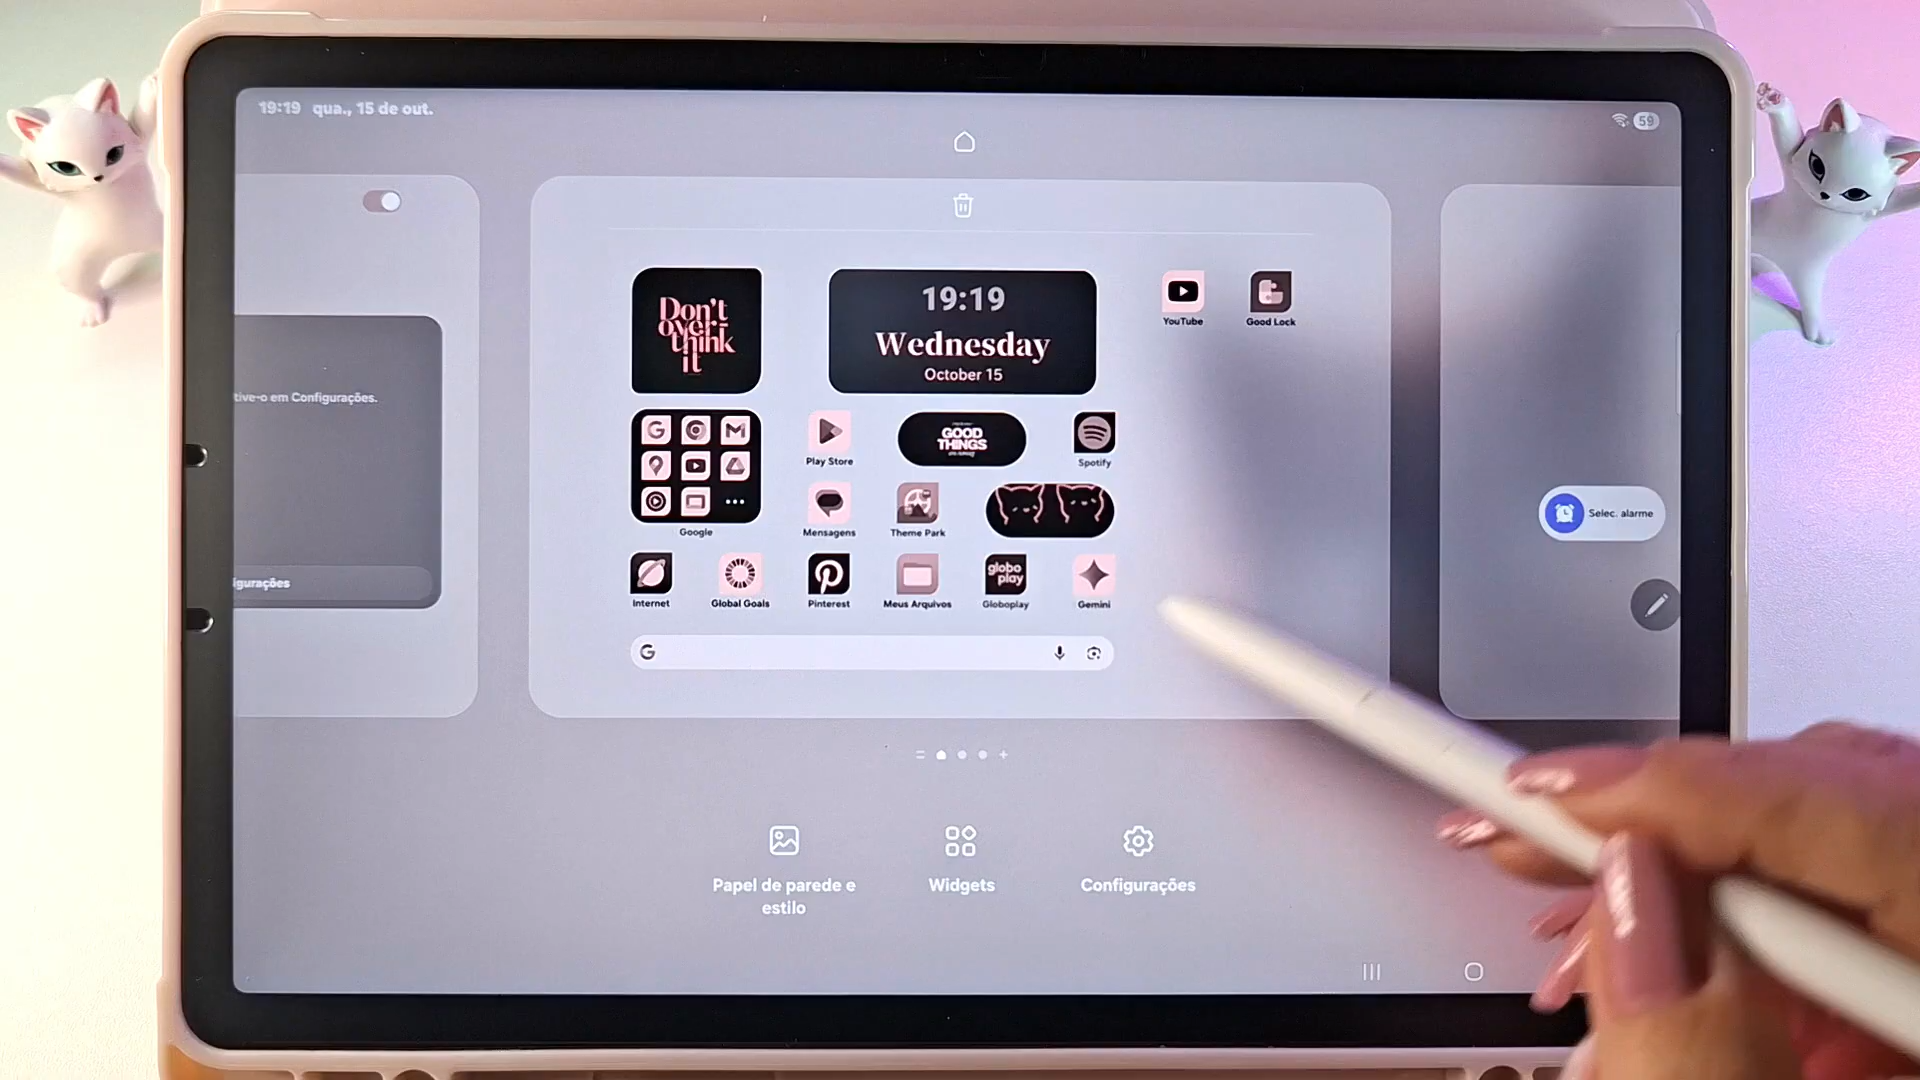 19:19 qua., 15 de out.
59
tive-o em Configurações.
igurações
Don't
over-
think
it
19:19
Wednesday
October 15
YouTube
Good Lock
Google
Play Store
GOOD
THINGS
Spotify
Mensagens
Theme Park
Internet
Global Goals
Pinterest
Meus Arquivos
globo
play
Globoplay
Gemini
Selec. alarme
Papel de parede e
estilo
Widgets
Configurações